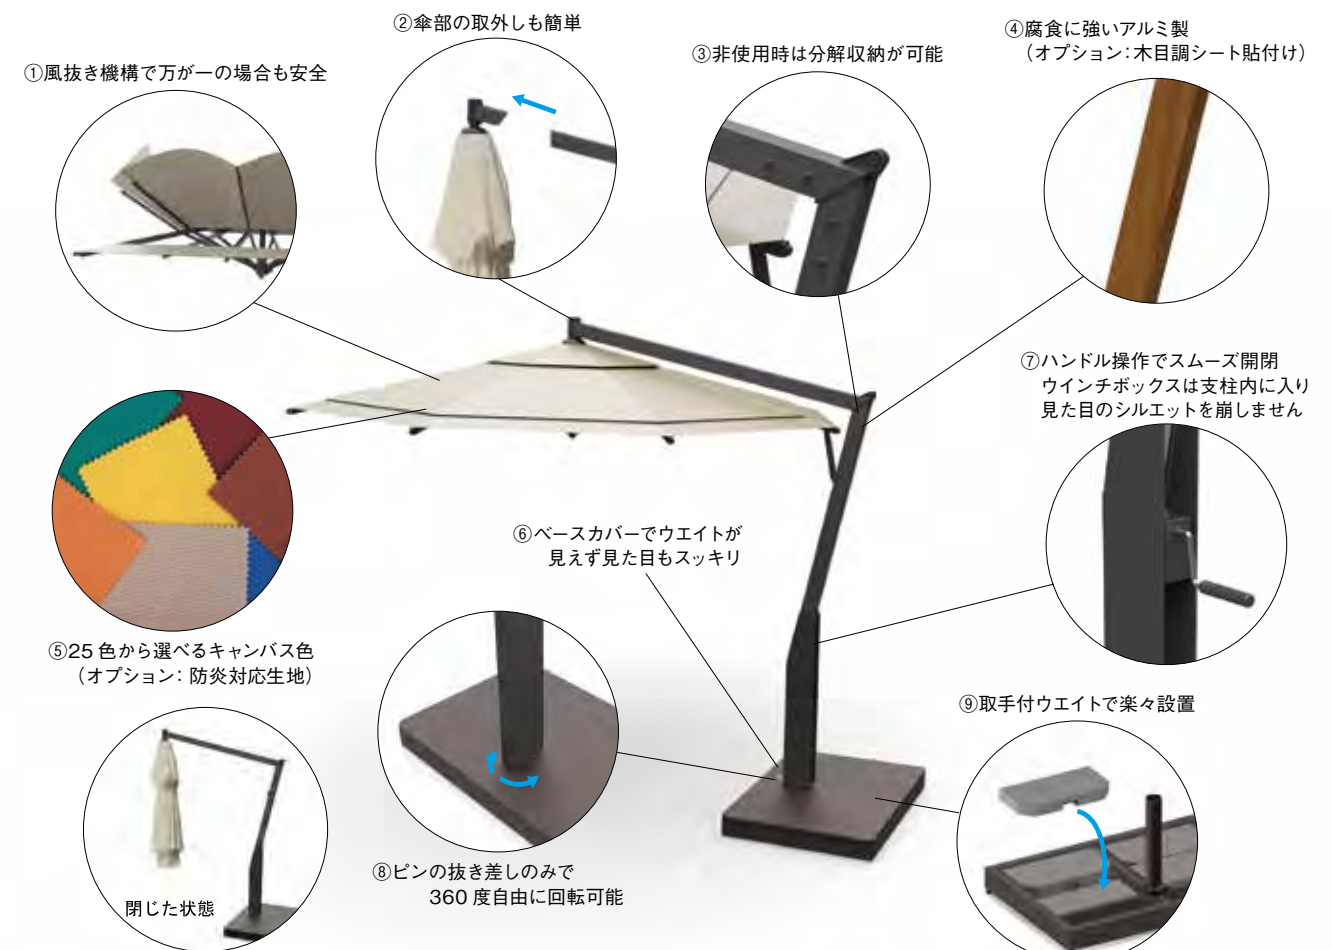 ①風抜き機構で万が一の場合も安全
②傘部の取外しも簡単
③非使用時は分解収納が可能
④腐食に強いアルミ製
(オプション:木目調シート貼付け)
⑤25色から選べるキャンバス色
(オプション:防炎対応生地)
⑥ベースカバーでウエイトが
見えず見た目もスッキリ
⑦ハンドル操作でスムーズ開閉
ウインチボックスは支柱内に入り
見た目のシルエットを崩しません
⑧ピンの抜き差しのみで
360度自由に回転可能
⑨取手付ウエイトで楽々設置
閉じた状態